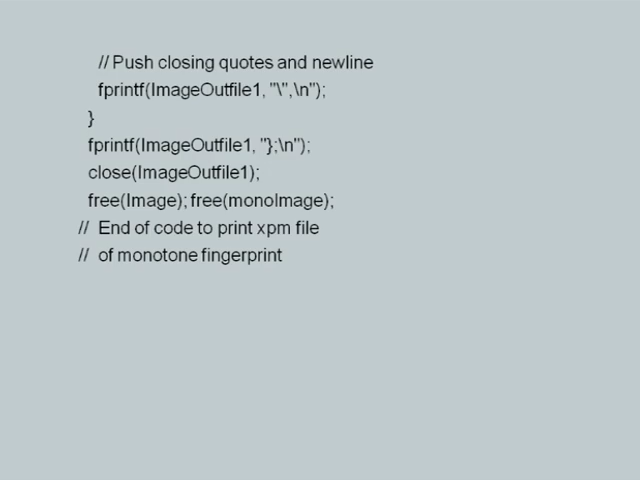 // Push closing quotes and newline
fprintf(ImageOutfile1, "\",\n");
}
fprintf(ImageOutfile1, "};\n");
close(ImageOutfile1);
free(Image); free(monoImage);
// End of code to print xpm file
// of monotone fingerprint